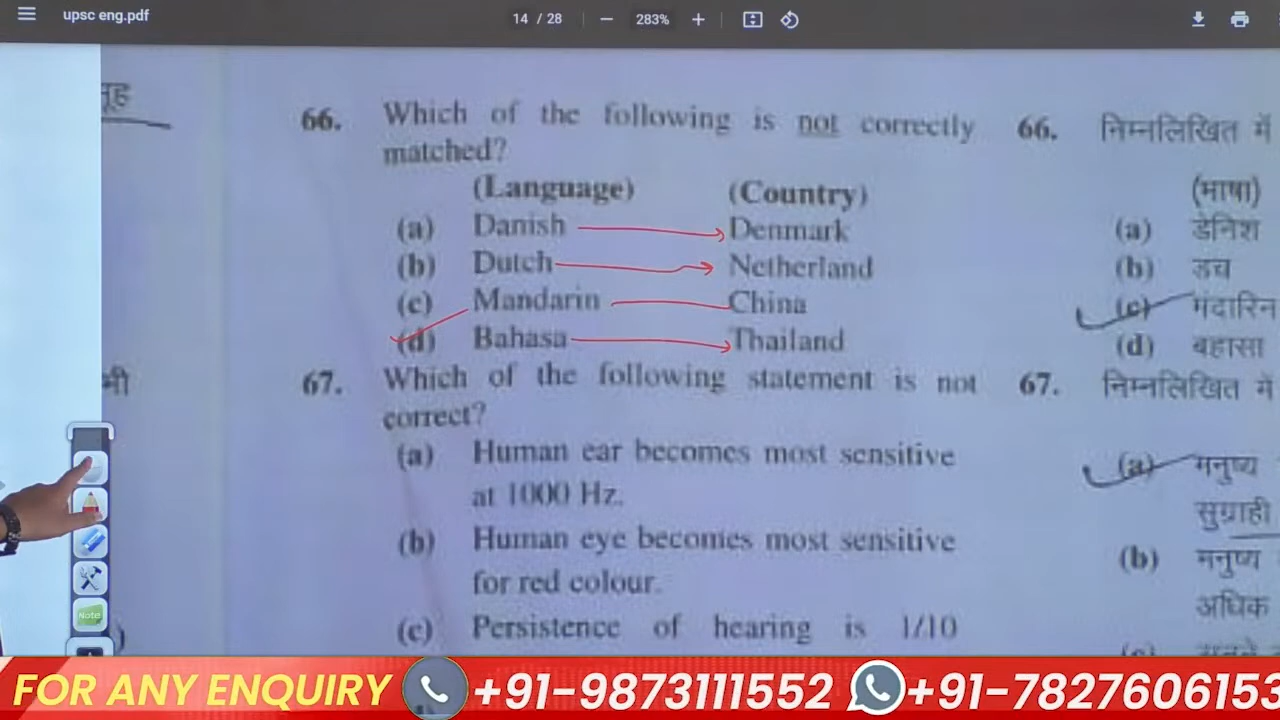 upsc eng.pdf
14 / 28
283%
66. Which of the following is not correctly
matched?
(Language) (Country)
(a) Danish Denmark
(b) Dutch Netherland
(c) Mandarin China
(d) Bahasa Thailand
67. Which of the following statement is not
correct?
(a) Human ear becomes most sensitive
at 1000 Hz.
(b) Human eye becomes most sensitive
for red colour.
(c) Persistence of hearing is 1/10
66. निम्नलिखित में
(भाषा)
(a) डेनिश
(b) डच
(c) मंदारिन
(d) बहासा
67. निम्नलिखित में
(a) मनुष्य
सुग्राही
(b) मनुष्य
अधिक
Note
FOR ANY ENQUIRY +91-9873111552 +91-7827606153